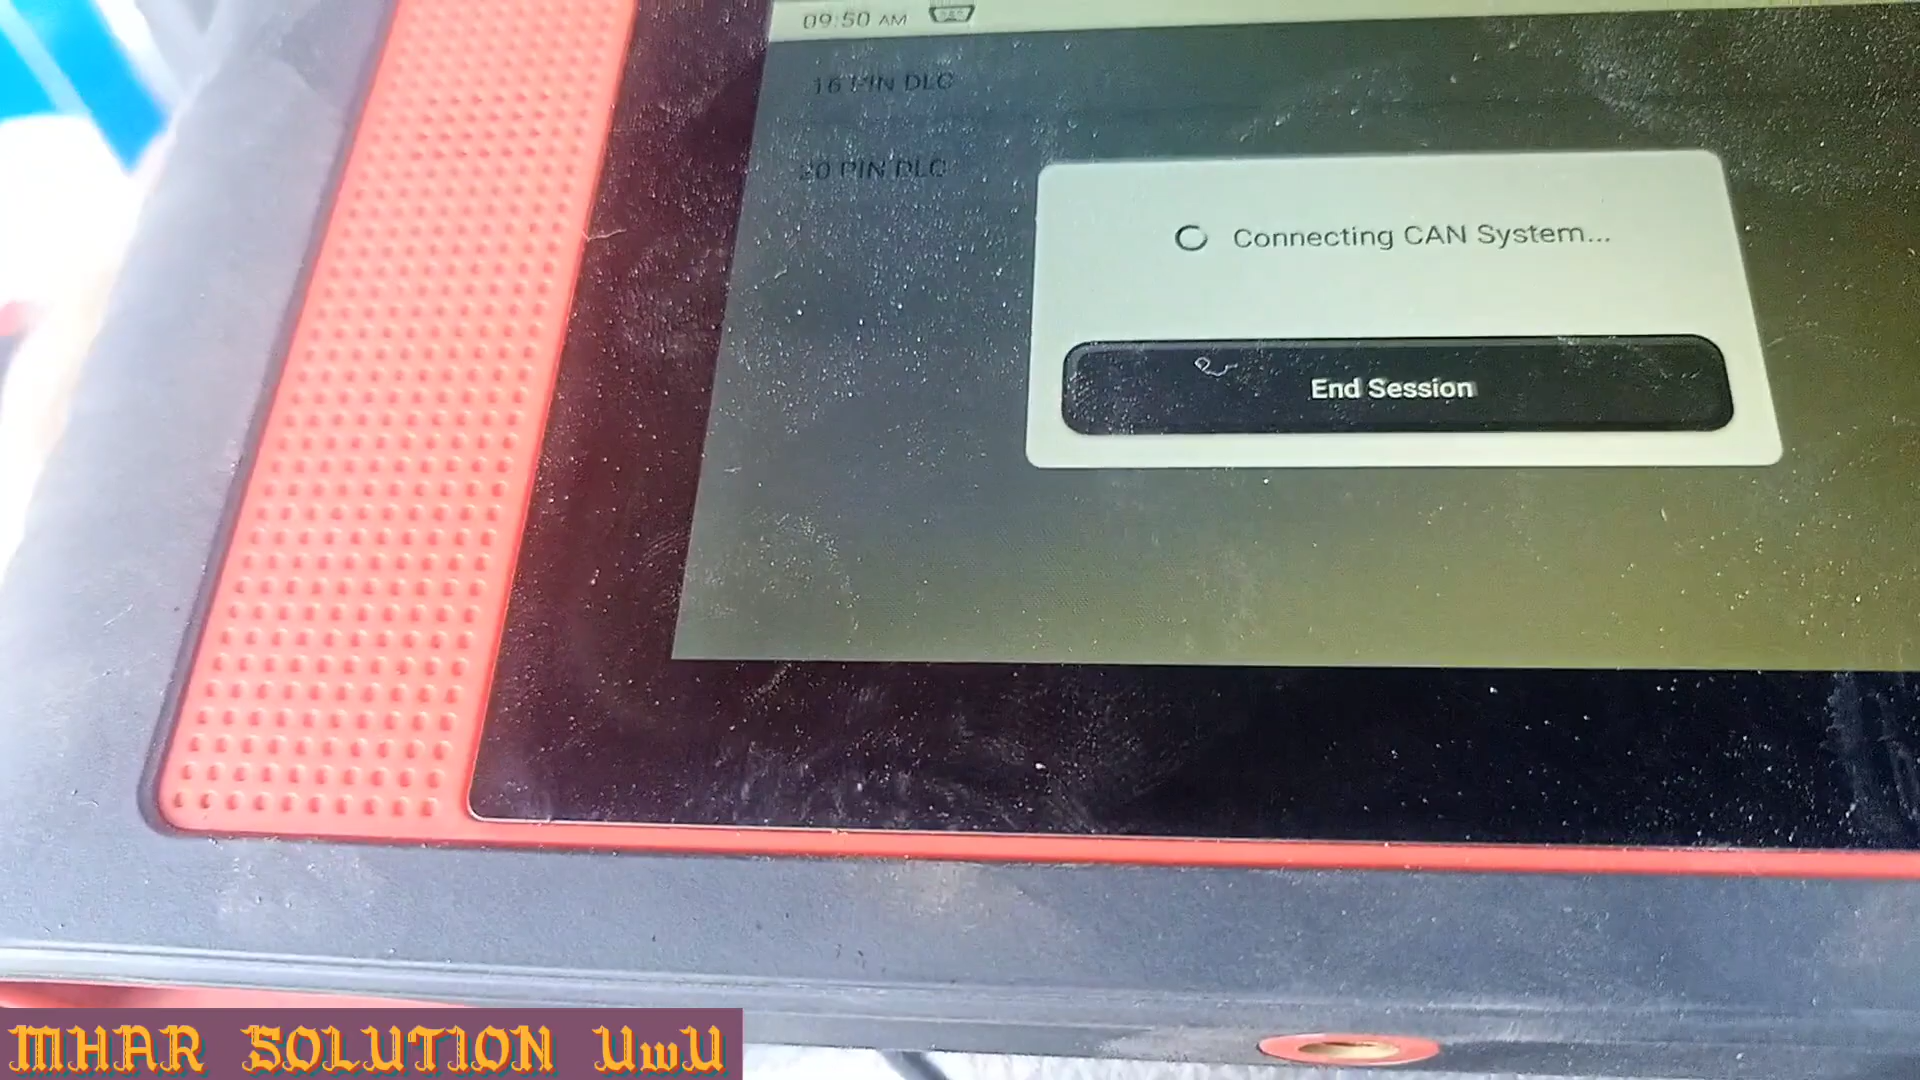 09:50 AM
16 PIN DLC
20 PIN DLC
Connecting CAN System...
End Session
MHAR SOLUTION UwU